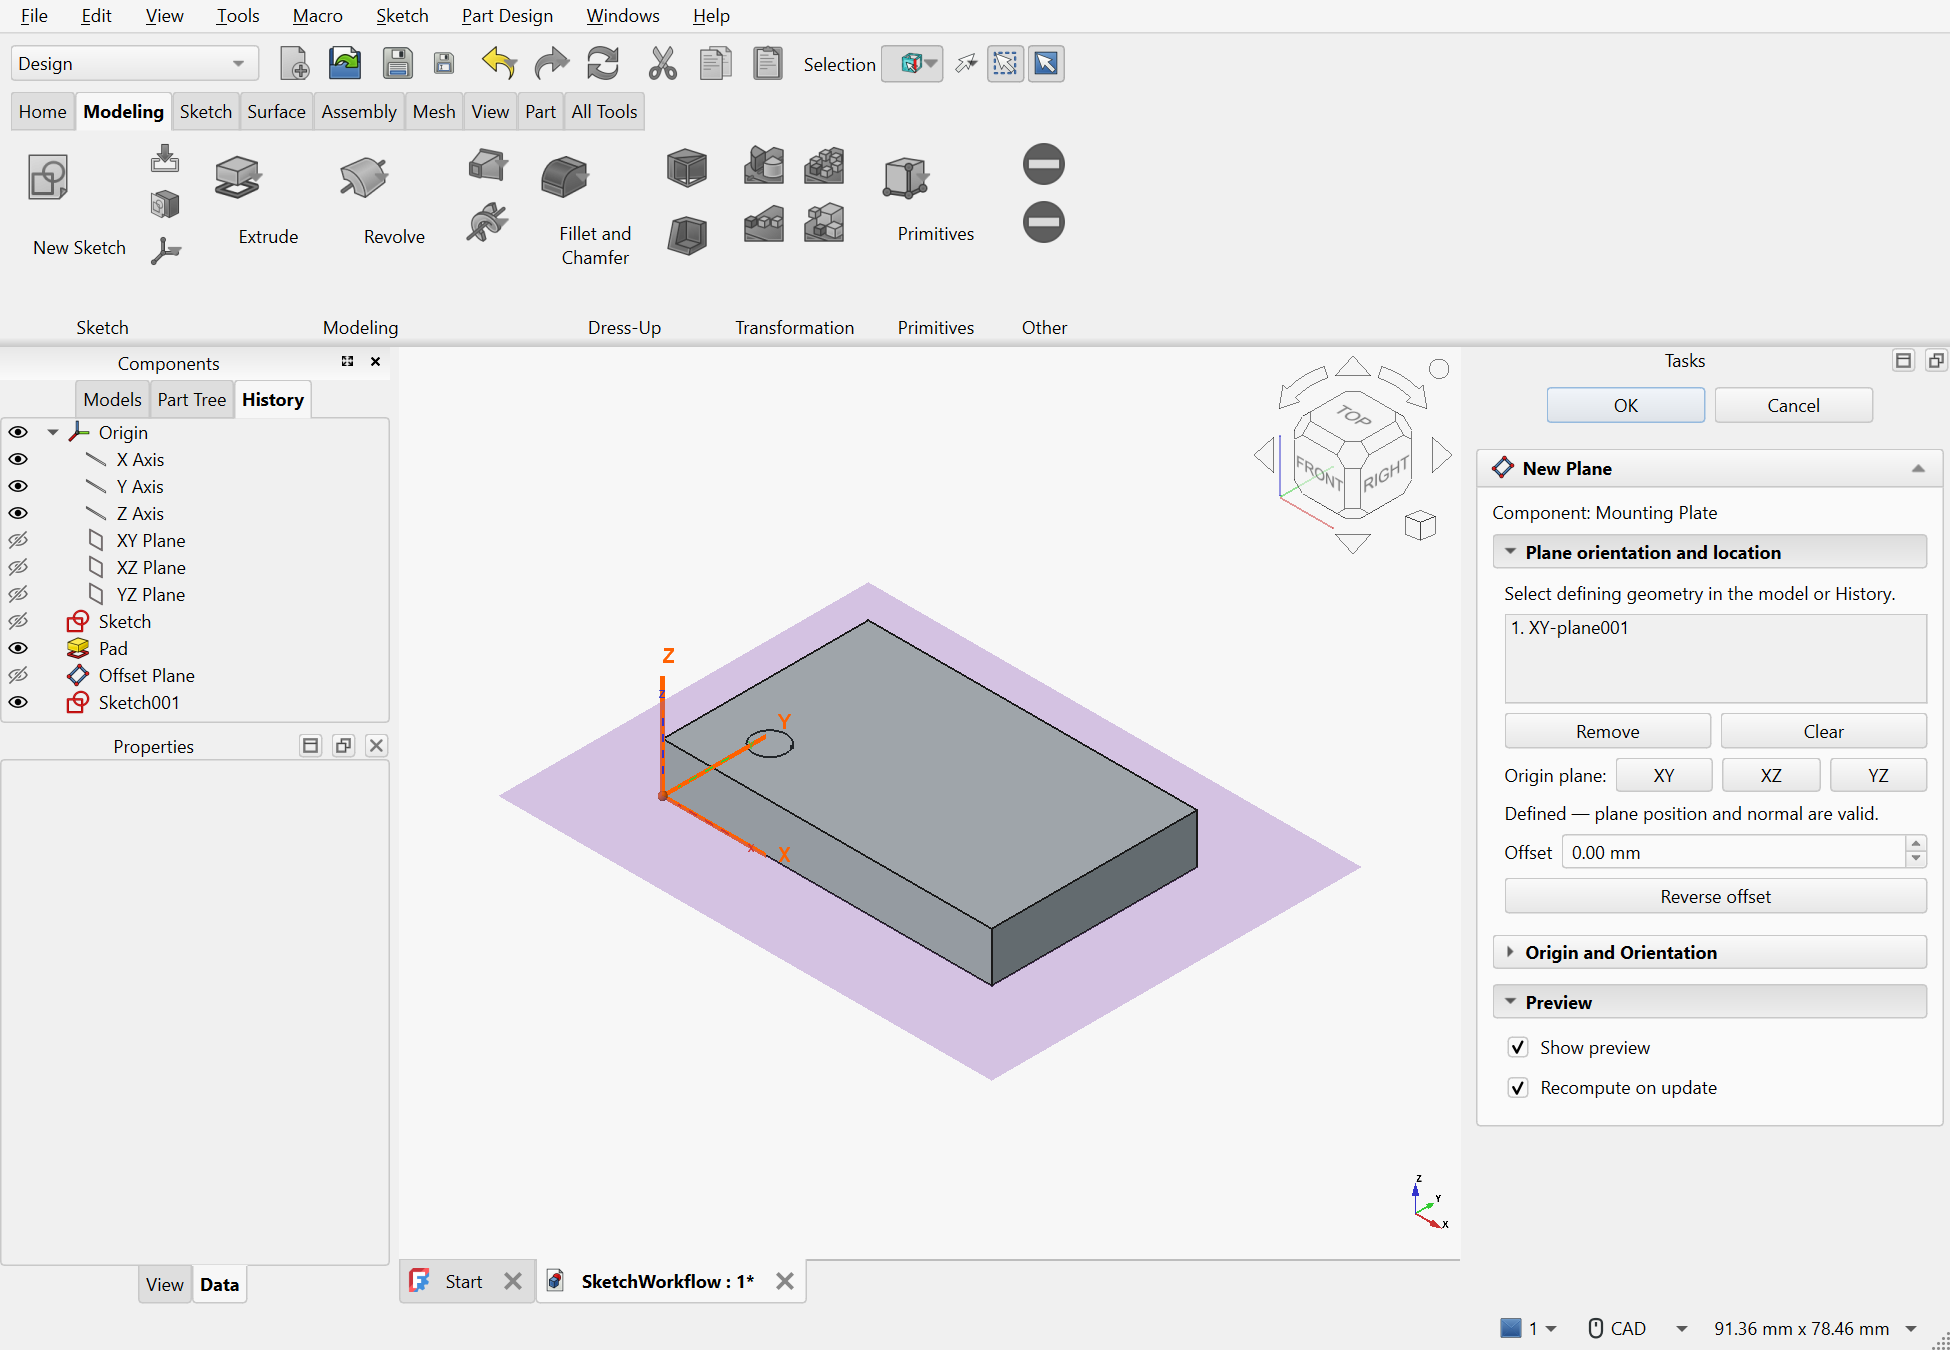 File Edit View Tools Macro Sketch Part Design Windows Help
Design
Selection
Home Modeling Sketch Surface Assembly Mesh View Part All Tools
New Sketch
Extrude
Revolve
Fillet and
Chamfer
Primitives
Sketch Modeling Dress-Up Transformation Primitives Other
Components
Models Part Tree History
Origin
X Axis
Y Axis
Z Axis
XY Plane
XZ Plane
YZ Plane
Sketch
Pad
Offset Plane
Sketch001
Properties
View Data
TOP
FRONT RIGHT
Z
Z
Y
X
X
Z
Y
X
Start
SketchWorkflow : 1*
Tasks
OK Cancel
New Plane
Component: Mounting Plate
Plane orientation and location
Select defining geometry in the model or History.
1. XY-plane001
Remove Clear
Origin plane: XY XZ YZ
Defined — plane position and normal are valid.
Offset 0.00 mm
Reverse offset
Origin and Orientation
Preview
Show preview
Recompute on update
1 CAD 91.36 mm x 78.46 mm